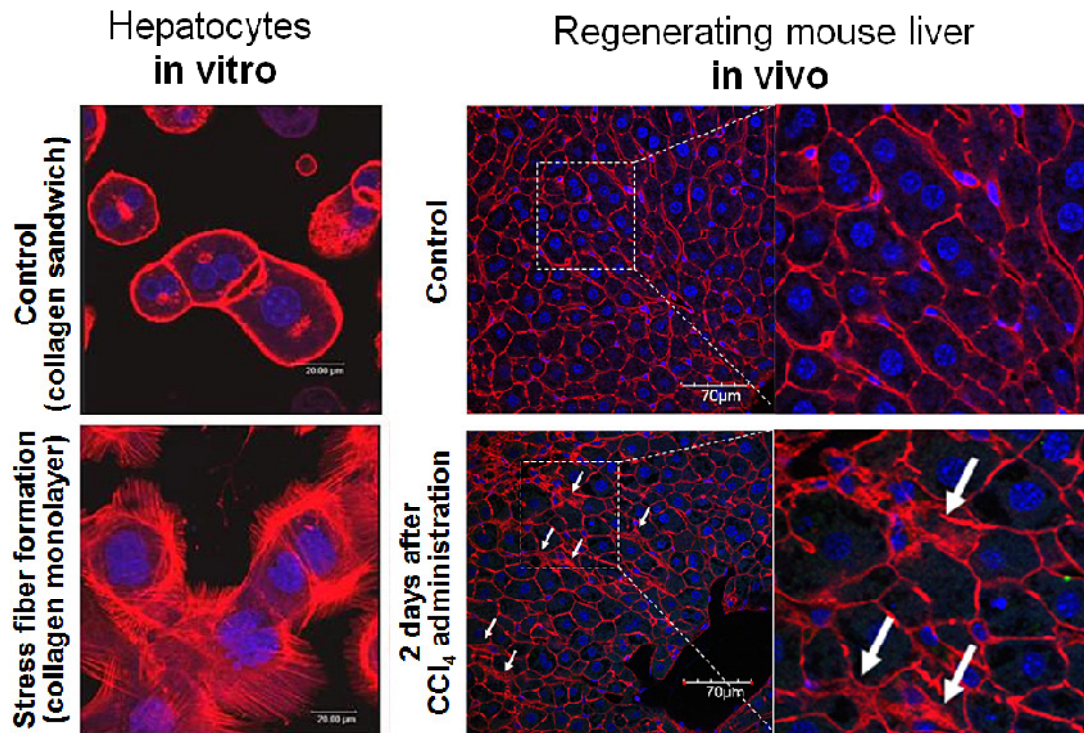 Hepatocytes
in vitro
Regenerating mouse liver
in vivo
Control
(collagen sandwich)
20.00 µm
Control
70µm
Stress fiber formation
(collagen monolayer)
20.00 µm
2 days after
CCl₄ administration
70µm